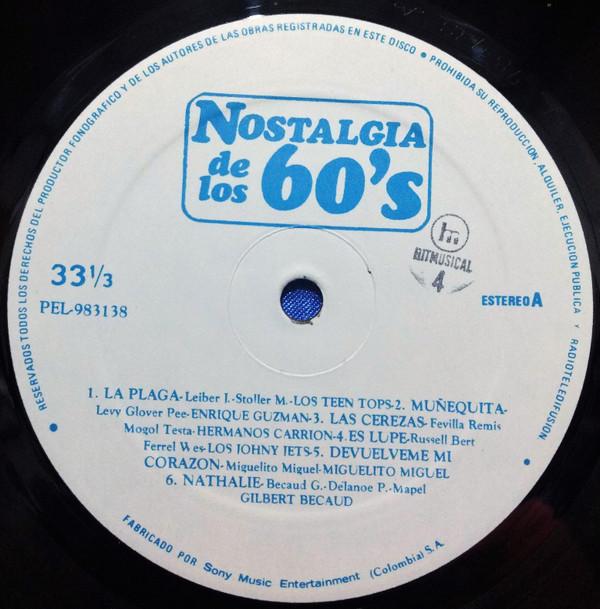 RESERVADOS TODOS LOS DERECHOS DEL PRODUCTOR FONOGRAFICO Y DE LOS AUTORES DE LAS OBRAS REGISTRADAS EN ESTE DISCO • PROHIBIDA SU REPRODUCCION, ALQUILER, EJECUCION PUBLICA Y RADIOTELEDIFUSION
NOSTALGIA
de 60's
los
RITMUSICAL
4
33 1/3
PEL-983138
ESTEREO A
1. LA PLAGA-Leiber J.-Stoller M.-LOS TEEN TOPS-2. MUÑEQUITA-
Levy Glover Pee-ENRIQUE GUZMAN-3. LAS CEREZAS-Fevilla Remis
Mogol Testa-HERMANOS CARRION-4. ES LUPE-Russell Bert
Ferrel Wes-LOS JOHNY JETS-5. DEVUELVEME MI
CORAZON-Miguelito Miguel-MIGUELITO MIGUEL
6. NATHALIE-Becaud G.-Delanoe P.-Mapel
GILBERT BECAUD
FABRICADO POR Sony Music Entertainment (Colombia) S.A.